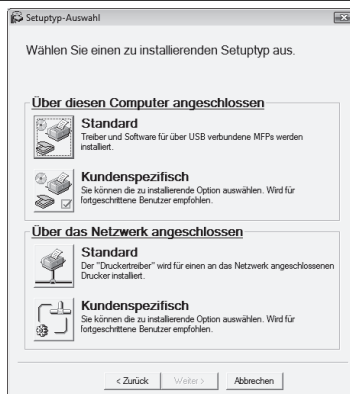 Setuptyp-Auswahl
Wählen Sie einen zu installierenden Setuptyp aus.
Über diesen Computer angeschlossen
Standard
Treiber und Software für über USB verbundene MFPs werden
installiert.
Kundenspezifisch
Sie können die zu installierende Option auswählen. Wird für
fortgeschrittene Benutzer empfohlen.
Über das Netzwerk angeschlossen
Standard
Der "Druckertreiber" wird für einen an das Netzwerk angeschlossenen
Drucker installiert.
Kundenspezifisch
Sie können die zu installierende Option auswählen. Wird für
fortgeschrittene Benutzer empfohlen.
< Zurück Weiter > Abbrechen